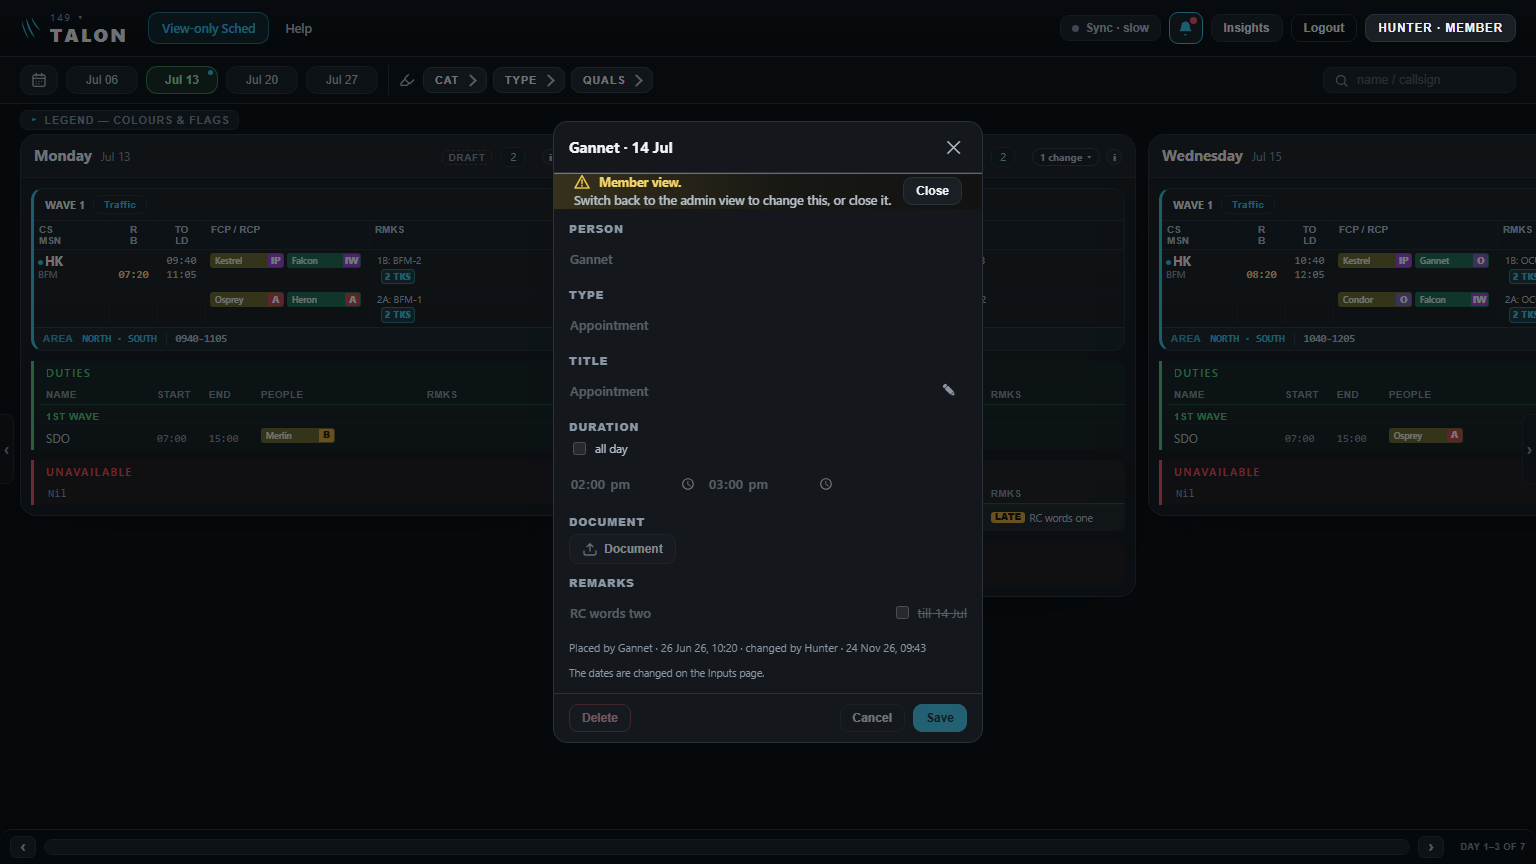 149
TALON
View-only Sched
Help
Sync · slow
Insights
Logout
HUNTER · MEMBER
Jul 06
Jul 13
Jul 20
Jul 27
CAT
TYPE
QUALS
name / callsign
LEGEND — COLOURS & FLAGS
Monday Jul 13
DRAFT
2
i
WAVE 1 Traffic
CS R TO FCP / RCP RMKS
MSN B LD
HK 09:40 Kestrel IP Falcon IW 1B: BFM-2
BFM 07:20 11:05 2 TKS
Osprey A Heron A 2A: BFM-1
2 TKS
AREA NORTH · SOUTH 0940-1105
DUTIES
NAME START END PEOPLE RMKS
1ST WAVE
SDO 07:00 15:00 Merlin B
UNAVAILABLE
Nil
Gannet · 14 Jul
Member view.
Switch back to the admin view to change this, or close it.
Close
PERSON
Gannet
TYPE
Appointment
TITLE
Appointment
DURATION
all day
02:00 pm 03:00 pm
DOCUMENT
Document
REMARKS
RC words two
till 14 Jul
Placed by Gannet · 26 Jun 26, 10:20 · changed by Hunter · 24 Nov 26, 09:43
The dates are changed on the Inputs page.
Delete
Cancel
Save
2
1 change
i
RMKS
RMKS
LATE RC words one
Wednesday Jul 15
WAVE 1 Traffic
CS R TO FCP / RCP RMKS
MSN B LD
HK 10:40 Kestrel IP Gannet O 1B: OC
BFM 08:20 12:05 2 TKS
Condor O Falcon IW 2A: OC
2 TKS
AREA NORTH · SOUTH 1040-1205
DUTIES
NAME START END PEOPLE
1ST WAVE
SDO 07:00 15:00 Osprey A
UNAVAILABLE
Nil
DAY 1–3 OF 7